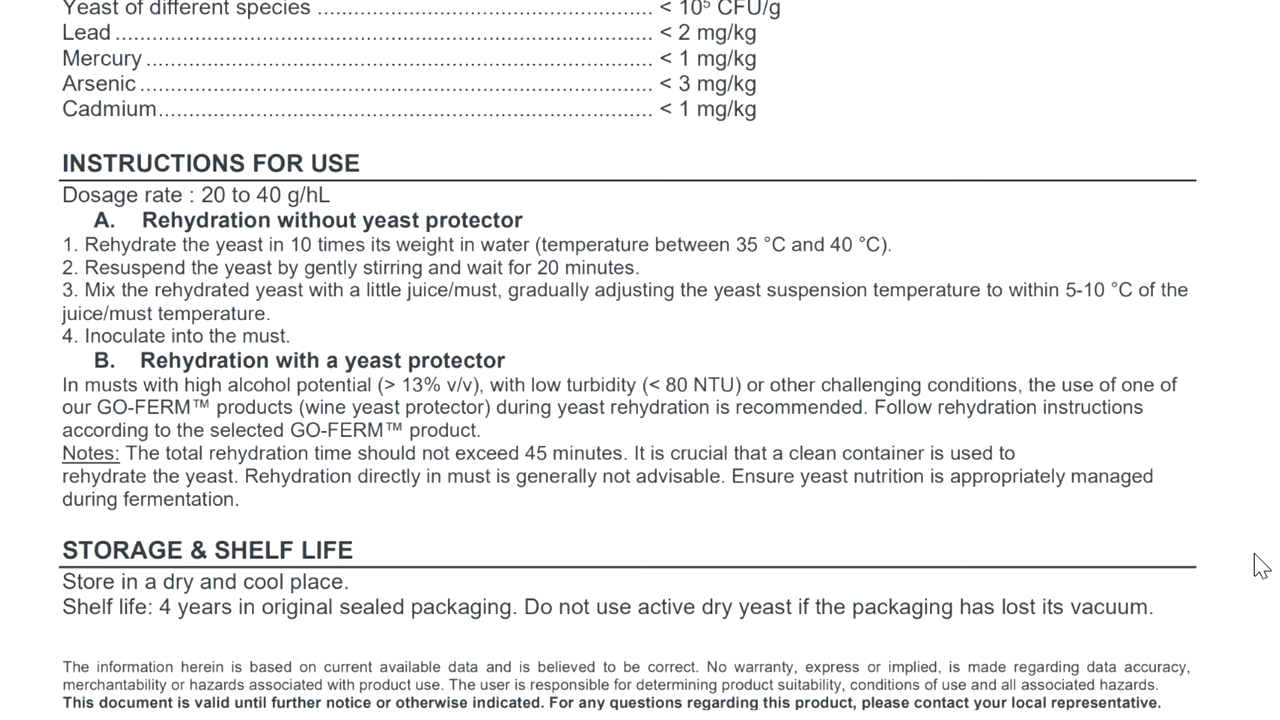 Yeast of different species ........................................................ < 10⁵ CFU/g
Lead ........................................................................................ < 2 mg/kg
Mercury ................................................................................... < 1 mg/kg
Arsenic .................................................................................... < 3 mg/kg
Cadmium ................................................................................. < 1 mg/kg
INSTRUCTIONS FOR USE
Dosage rate : 20 to 40 g/hL
A. Rehydration without yeast protector
1. Rehydrate the yeast in 10 times its weight in water (temperature between 35 °C and 40 °C).
2. Resuspend the yeast by gently stirring and wait for 20 minutes.
3. Mix the rehydrated yeast with a little juice/must, gradually adjusting the yeast suspension temperature to within 5-10 °C of the
juice/must temperature.
4. Inoculate into the must.
B. Rehydration with a yeast protector
In musts with high alcohol potential (> 13% v/v), with low turbidity (< 80 NTU) or other challenging conditions, the use of one of
our GO-FERM™ products (wine yeast protector) during yeast rehydration is recommended. Follow rehydration instructions
according to the selected GO-FERM™ product.
Notes: The total rehydration time should not exceed 45 minutes. It is crucial that a clean container is used to
rehydrate the yeast. Rehydration directly in must is generally not advisable. Ensure yeast nutrition is appropriately managed
during fermentation.
STORAGE & SHELF LIFE
Store in a dry and cool place.
Shelf life: 4 years in original sealed packaging. Do not use active dry yeast if the packaging has lost its vacuum.
The information herein is based on current available data and is believed to be correct. No warranty, express or implied, is made regarding data accuracy,
merchantability or hazards associated with product use. The user is responsible for determining product suitability, conditions of use and all associated hazards.
This document is valid until further notice or otherwise indicated. For any questions regarding this product, please contact your local representative.